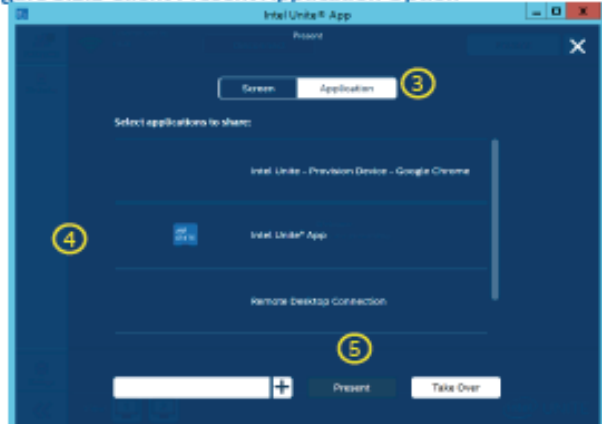 Intel Unite® App
Present
Screen
Application
③
Select applications to share:
Intel Unite - Provision Device - Google Chrome
④
Intel Unite® App
Remote Desktop Connection
⑤
+
Present
Take Over